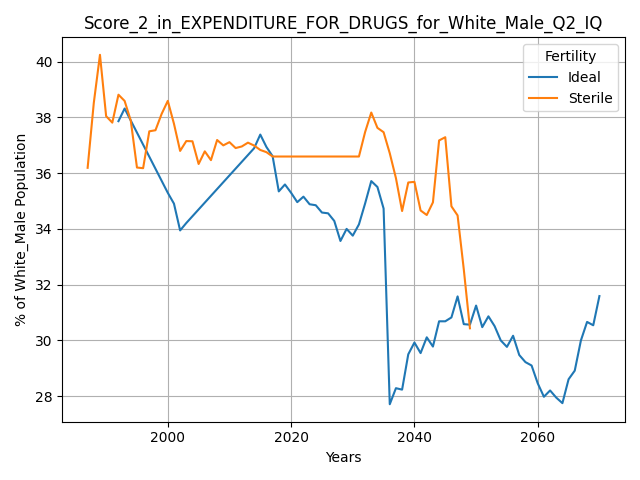 Score_2_in_EXPENDITURE_FOR_DRUGS_for_White_Male_Q2_IQ
Fertility
Ideal
Sterile
% of White_Male Population
40
38
36
34
32
30
28
2000
2020
2040
2060
Years